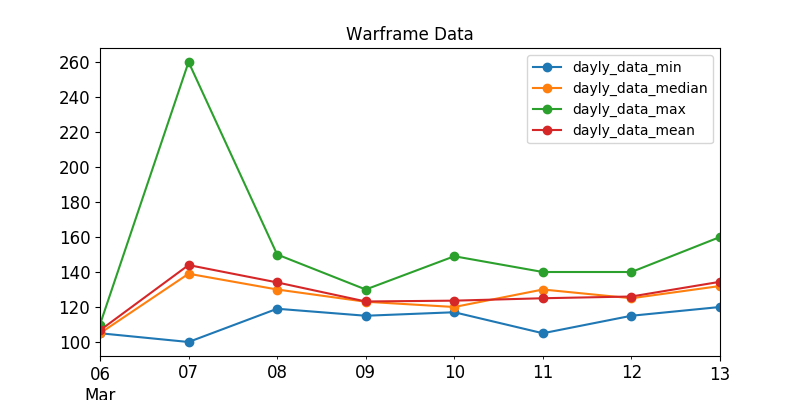 Warframe Data
260
240
220
200
180
160
140
120
100
dayly_data_min
dayly_data_median
dayly_data_max
dayly_data_mean
06 07 08 09 10 11 12 13
Mar